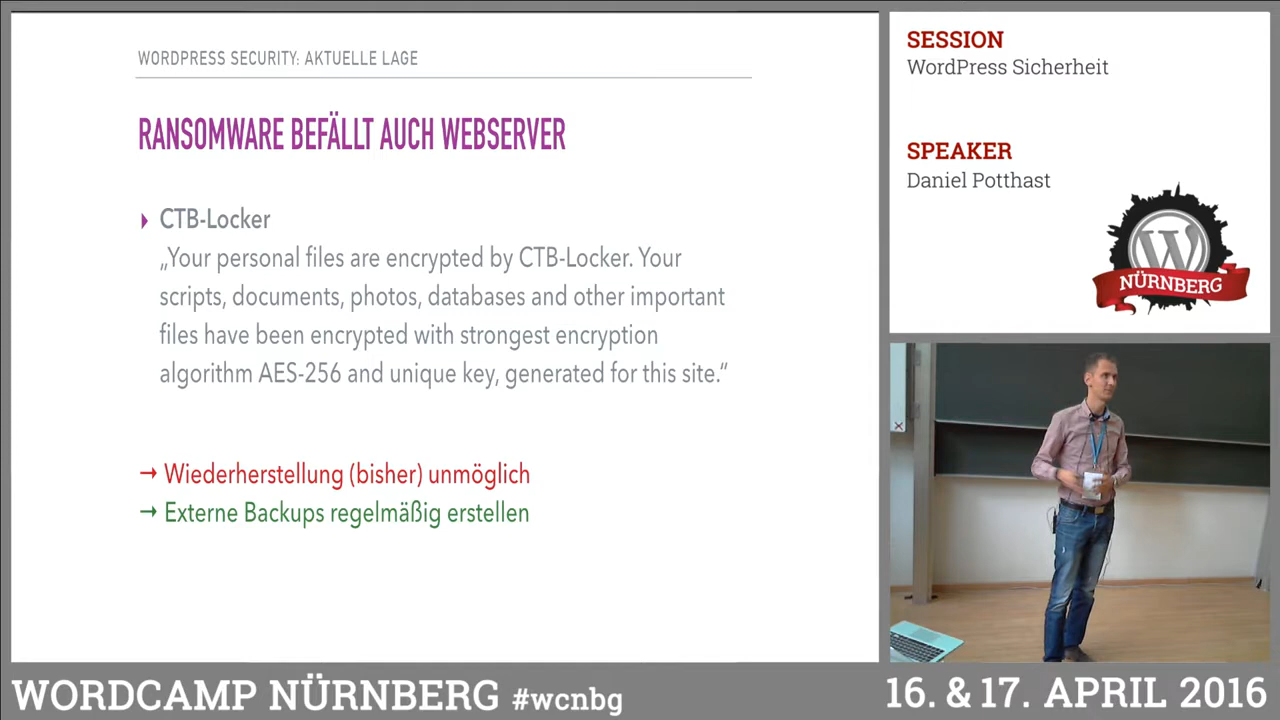 WORDPRESS SECURITY: AKTUELLE LAGE
RANSOMWARE BEFÄLLT AUCH WEBSERVER
CTB-Locker
„Your personal files are encrypted by CTB-Locker. Your
scripts, documents, photos, databases and other important
files have been encrypted with strongest encryption
algorithm AES-256 and unique key, generated for this site.“
→ Wiederherstellung (bisher) unmöglich
→ Externe Backups regelmäßig erstellen
SESSION
WordPress Sicherheit
SPEAKER
Daniel Potthast
W
NÜRNBERG
WORDCAMP NÜRNBERG #wcnbg
16. & 17. APRIL 2016